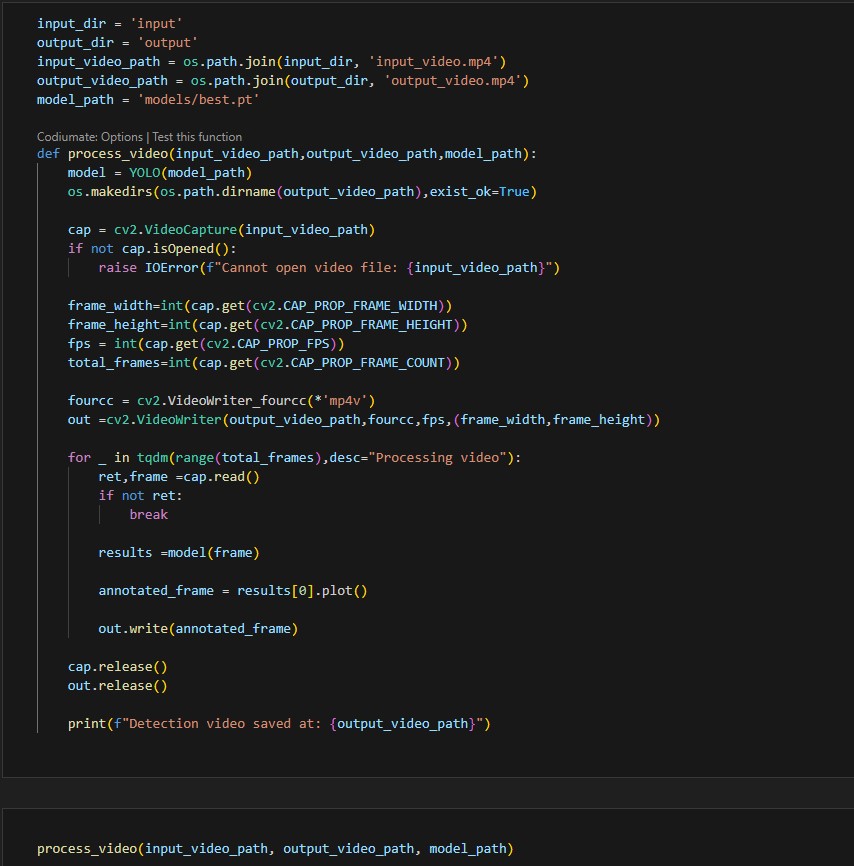 input_dir = 'input'
output_dir = 'output'
input_video_path = os.path.join(input_dir, 'input_video.mp4')
output_video_path = os.path.join(output_dir, 'output_video.mp4')
model_path = 'models/best.pt'
Codiumate: Options | Test this function
def process_video(input_video_path,output_video_path,model_path):
    model = YOLO(model_path)
    os.makedirs(os.path.dirname(output_video_path),exist_ok=True)
    cap = cv2.VideoCapture(input_video_path)
    if not cap.isOpened():
        raise IOError(f"Cannot open video file: {input_video_path}")
    frame_width=int(cap.get(cv2.CAP_PROP_FRAME_WIDTH))
    frame_height=int(cap.get(cv2.CAP_PROP_FRAME_HEIGHT))
    fps = int(cap.get(cv2.CAP_PROP_FPS))
    total_frames=int(cap.get(cv2.CAP_PROP_FRAME_COUNT))
    fourcc = cv2.VideoWriter_fourcc(*'mp4v')
    out =cv2.VideoWriter(output_video_path,fourcc,fps,(frame_width,frame_height))
    for _ in tqdm(range(total_frames),desc="Processing video"):
        ret,frame =cap.read()
        if not ret:
            break
        results =model(frame)
        annotated_frame = results[0].plot()
        out.write(annotated_frame)
    cap.release()
    out.release()
    print(f"Detection video saved at: {output_video_path}")
process_video(input_video_path, output_video_path, model_path)